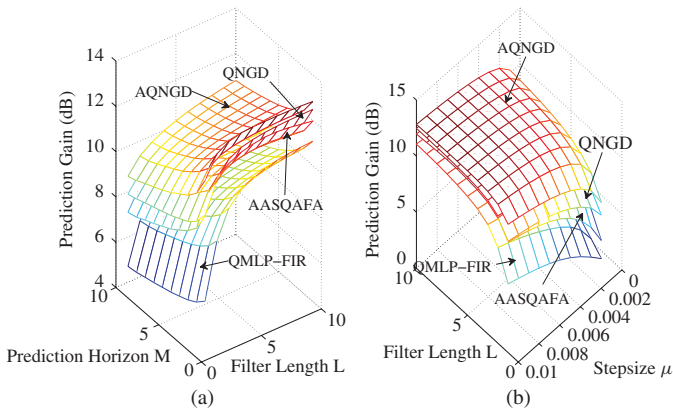 14
12
10
8
6
4
Prediction Gain (dB)
10
5
0
Prediction Horizon M
0
5
10
Filter Length L
AQNGD
QNGD
AASQAFA
QMLP−FIR
(a)
15
10
5
0
Prediction Gain (dB)
10
5
0
Filter Length L
0
0.002
0.004
0.006
0.008
0.01
Stepsize μ
AQNGD
QNGD
QMLP−FIR
AASQAFA
(b)